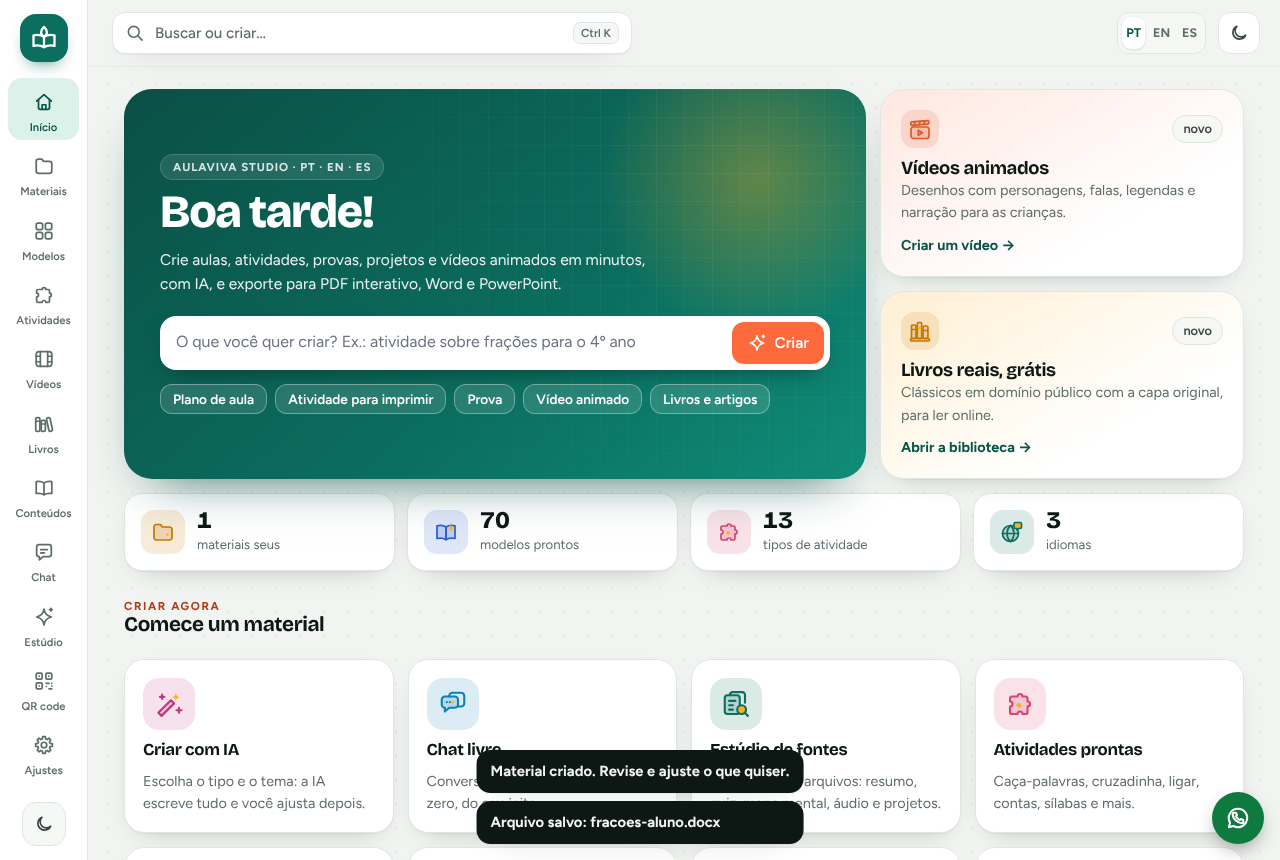 Buscar ou criar...
Ctrl K
PT EN ES
Início
Materiais
Modelos
Atividades
Vídeos
Livros
Conteúdos
Chat
Estúdio
QR code
Ajustes
AULAVIVA STUDIO · PT · EN · ES
Boa tarde!
Crie aulas, atividades, provas, projetos e vídeos animados em minutos,
com IA, e exporte para PDF interativo, Word e PowerPoint.
O que você quer criar? Ex.: atividade sobre frações para o 4º ano
Criar
Plano de aula
Atividade para imprimir
Prova
Vídeo animado
Livros e artigos
novo
Vídeos animados
Desenhos com personagens, falas, legendas e
narração para as crianças.
Criar um vídeo →
novo
Livros reais, grátis
Clássicos em domínio público com a capa original,
para ler online.
Abrir a biblioteca →
1
materiais seus
70
modelos prontos
13
tipos de atividade
3
idiomas
CRIAR AGORA
Comece um material
Criar com IA
Escolha o tipo e o tema: a IA
escreve tudo e você ajusta depois.
Chat livre
zero, do
Estúdio de fontes
arquivos: resumo,
mental, áudio e projetos.
Atividades prontas
Caça-palavras, cruzadinha, ligar,
contas, sílabas e mais.
Material criado. Revise e ajuste o que quiser.
Arquivo salvo: fracoes-aluno.docx